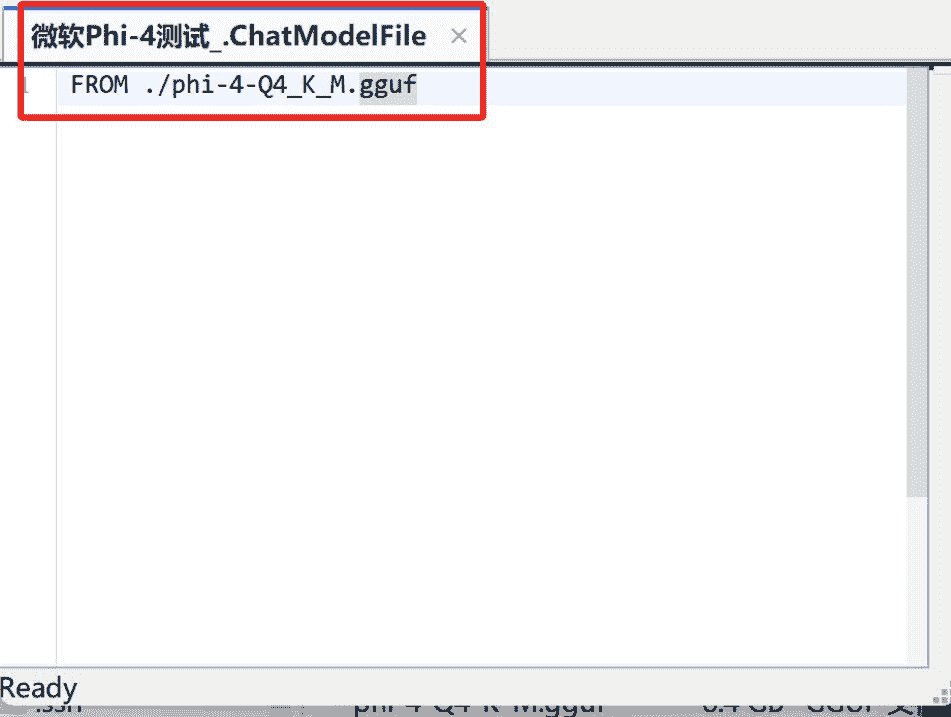 微软Phi-4测试_.ChatModelFile ×
1 FROM ./phi-4-Q4_K_M.gguf
Ready